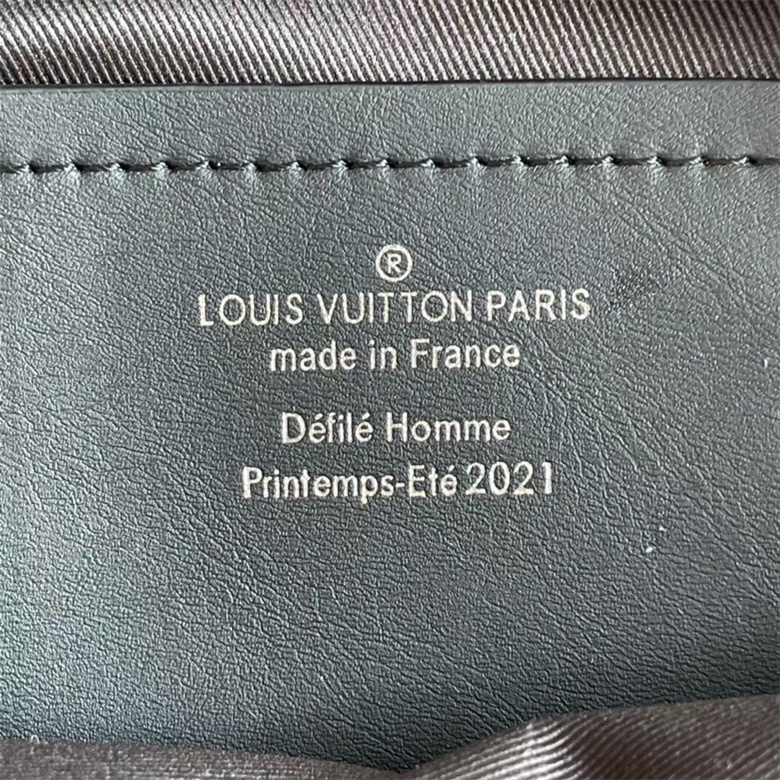 ®
LOUIS VUITTON PARIS
made in France
Défilé Homme
Printemps-Eté 2021